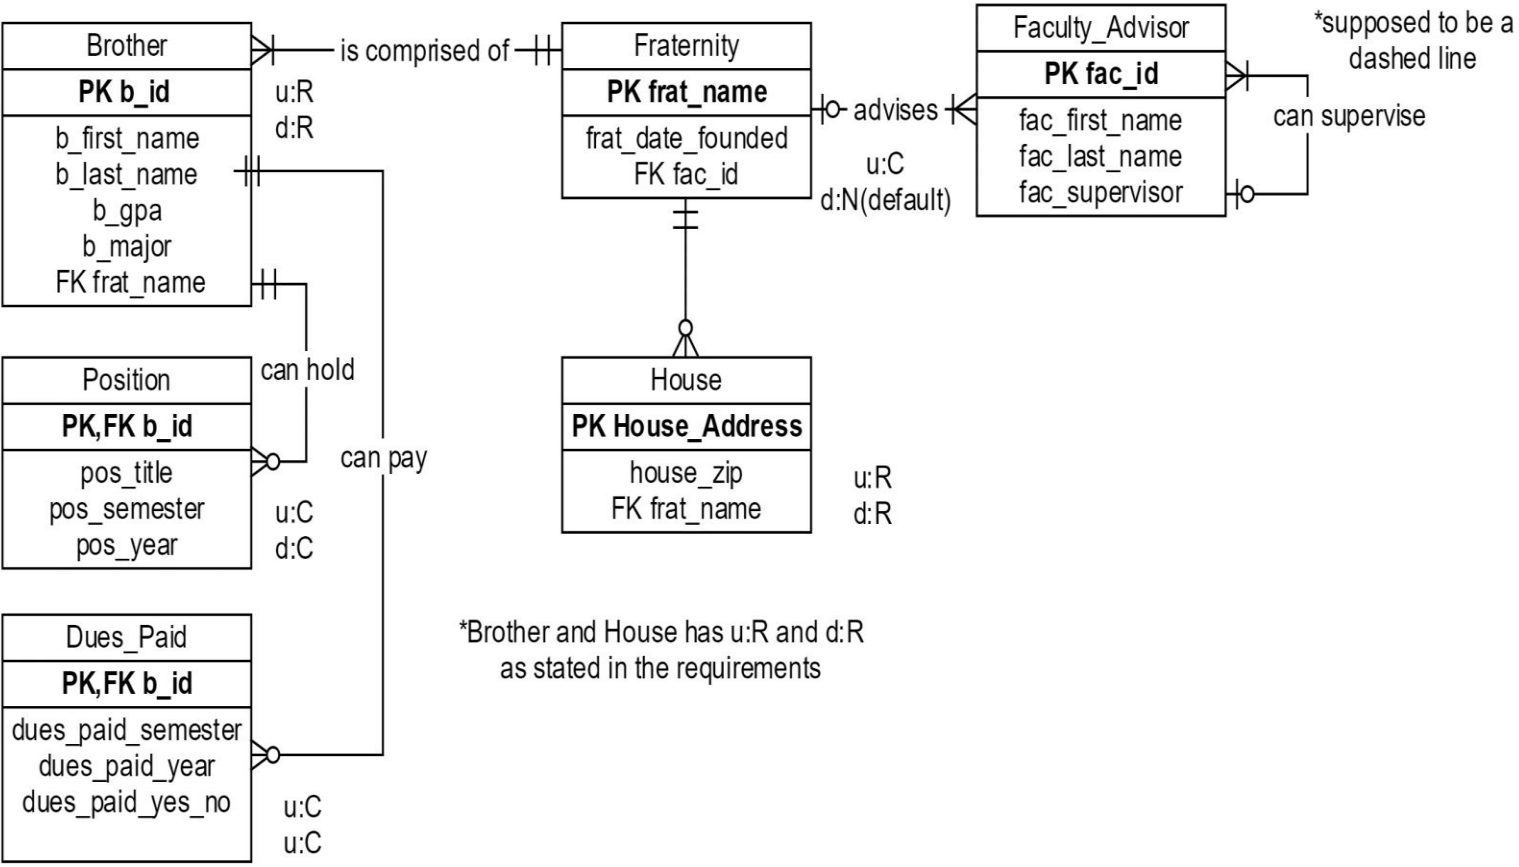 Brother
PK b_id
b_first_name
b_last_name
b_gpa
b_major
FK frat_name
u:R
d:R
is comprised of
Fraternity
PK frat_name
frat_date_founded
FK fac_id
advises
u:C
d:N(default)
Faculty_Advisor
PK fac_id
fac_first_name
fac_last_name
fac_supervisor
can supervise
*supposed to be a
dashed line
Position
PK,FK b_id
pos_title
pos_semester
pos_year
can hold
u:C
d:C
can pay
House
PK House_Address
house_zip
FK frat_name
u:R
d:R
Dues_Paid
PK,FK b_id
dues_paid_semester
dues_paid_year
dues_paid_yes_no
u:C
u:C
*Brother and House has u:R and d:R
as stated in the requirements